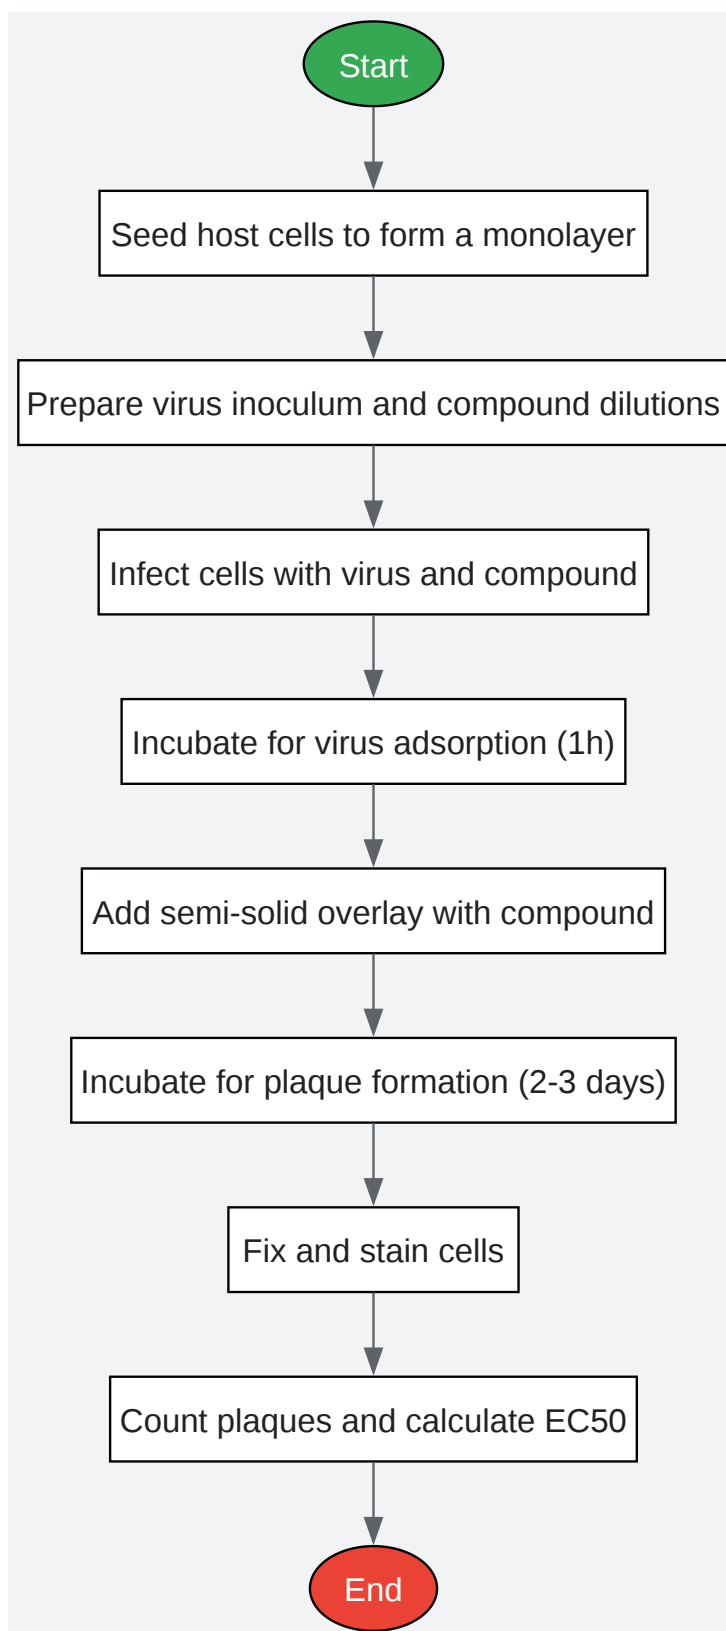 Start
Seed host cells to form a monolayer
Prepare virus inoculum and compound dilutions
Infect cells with virus and compound
Incubate for virus adsorption (1h)
Add semi-solid overlay with compound
Incubate for plaque formation (2-3 days)
Fix and stain cells
Count plaques and calculate EC50
End